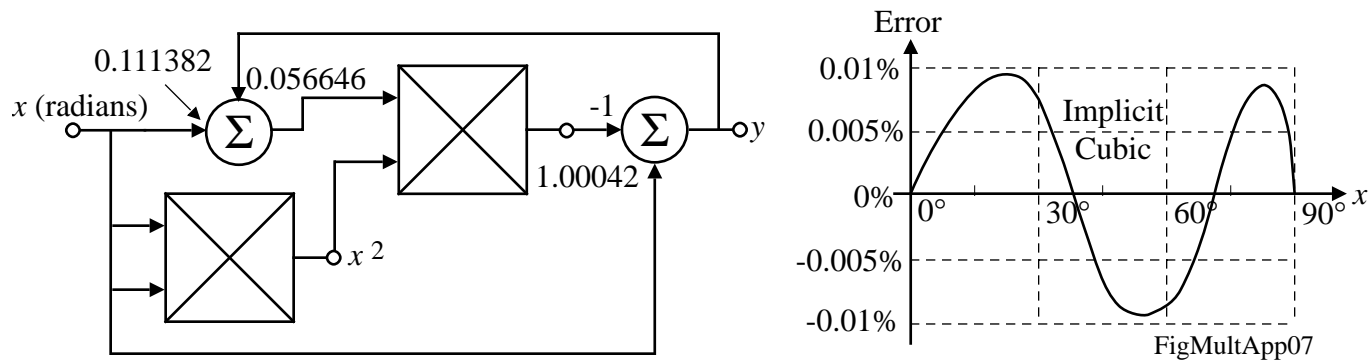 0.111382
0.056646
x (radians)
Σ
-1
Σ
y
1.00042
x 2
Error
0.01%
0.005%
0%
-0.005%
-0.01%
Implicit
Cubic
0° 30° 60° 90° x
FigMultApp07